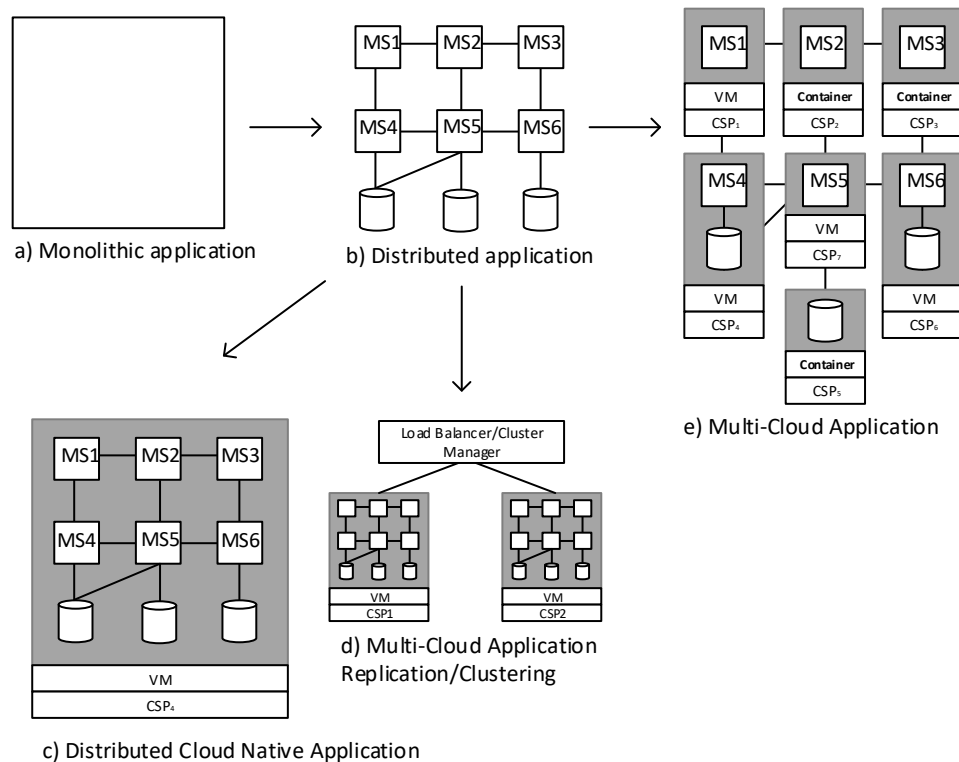 MS1 MS2 MS3
MS4 MS5 MS6
a) Monolithic application
b) Distributed application
MS1 MS2 MS3
VM Container Container
CSP₁ CSP₂ CSP₃
MS4 MS5 MS6
VM
CSP₇
VM VM
CSP₄ CSP₆
Container
CSP₅
e) Multi-Cloud Application
MS1 MS2 MS3
MS4 MS5 MS6
VM
CSP₄
c) Distributed Cloud Native Application
Load Balancer/Cluster
Manager
VM VM
CSP1 CSP2
d) Multi-Cloud Application
Replication/Clustering